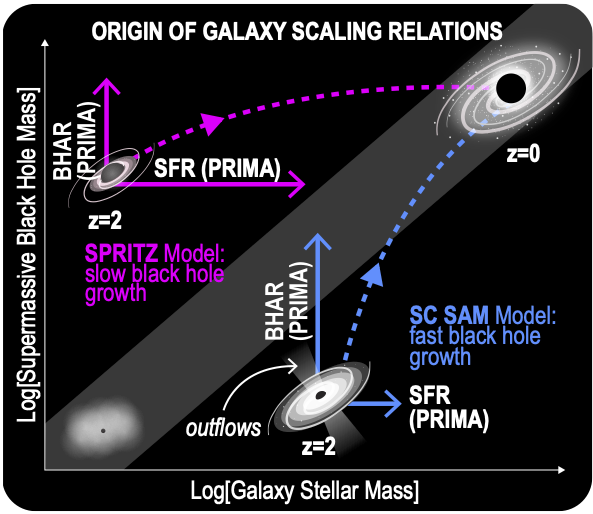 ORIGIN OF GALAXY SCALING RELATIONS
Log[Supermassive Black Hole Mass]
BHAR
(PRIMA)
SFR (PRIMA)
z=2
SPRITZ Model:
slow black hole
growth
z=0
BHAR
(PRIMA)
SC SAM Model:
fast black hole
growth
SFR
(PRIMA)
outflows
z=2
Log[Galaxy Stellar Mass]